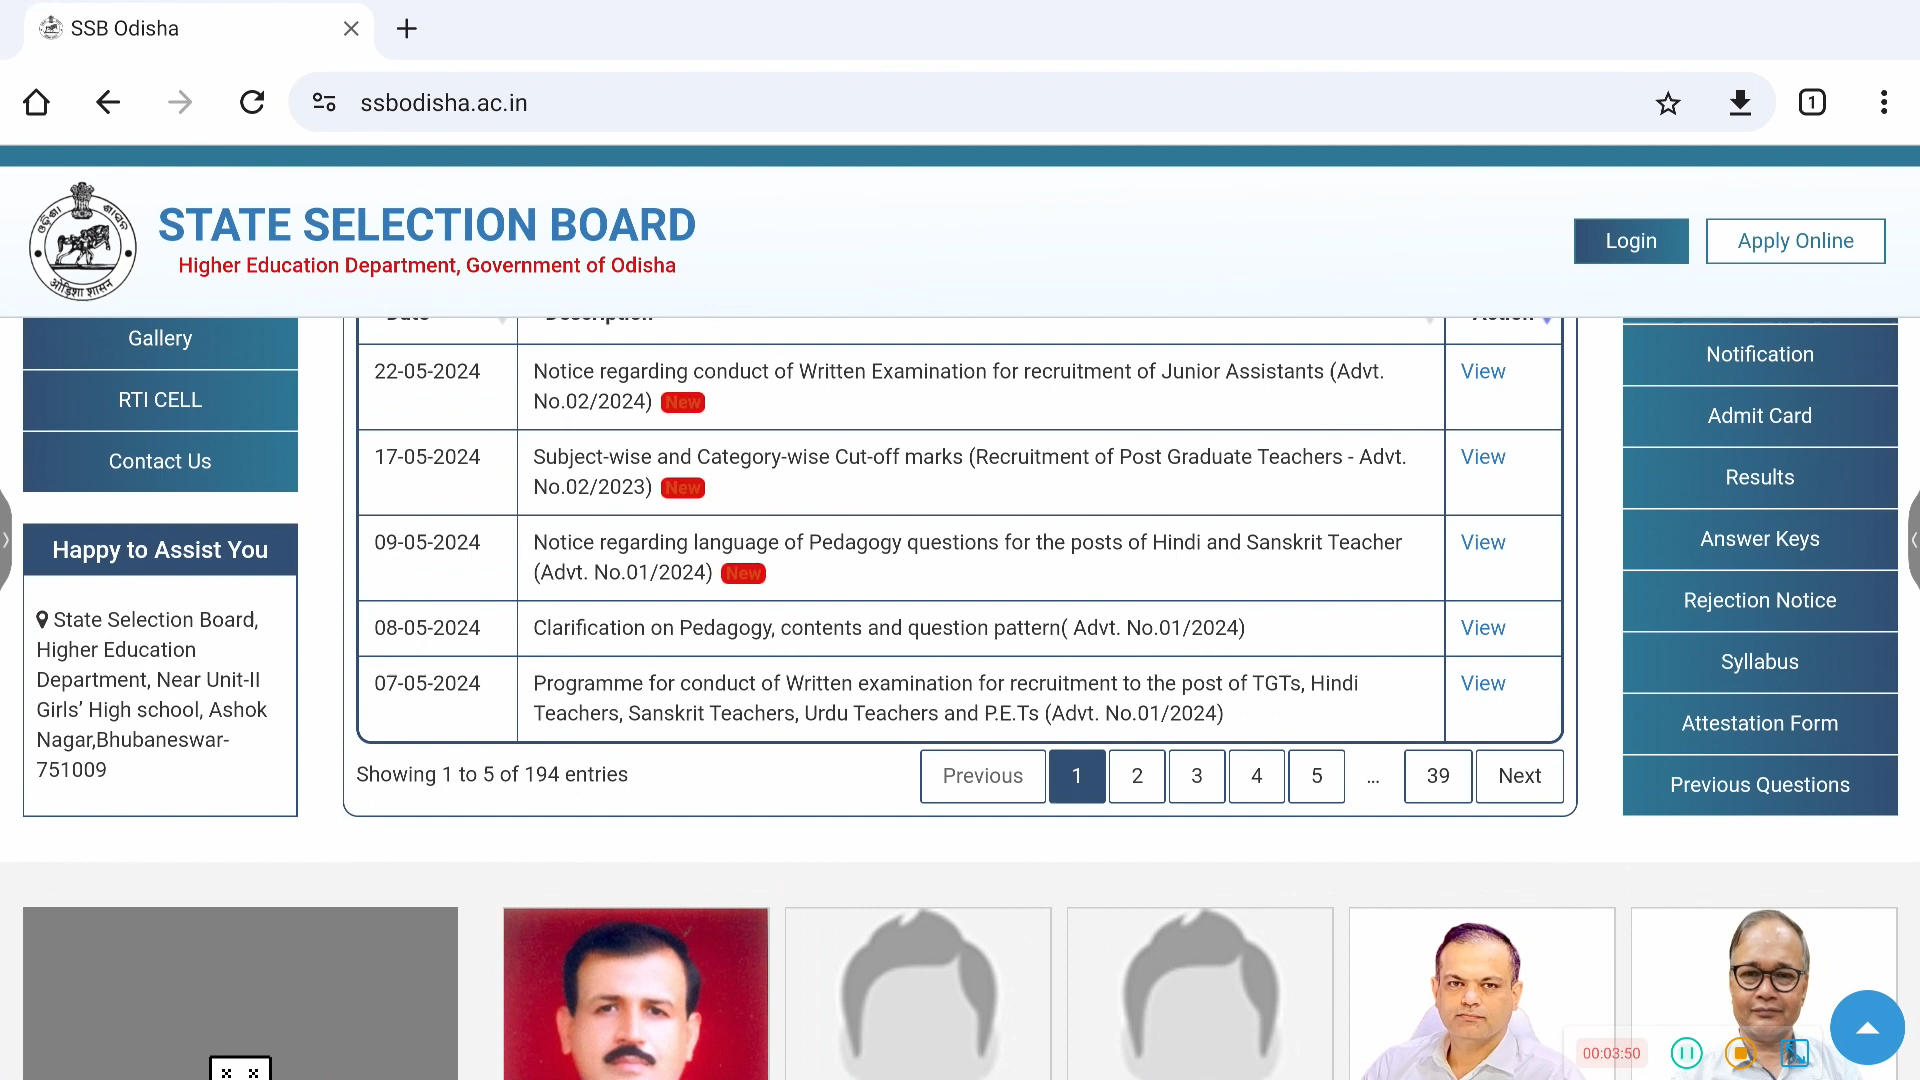 SSB Odisha
ssbodisha.ac.in
1
STATE SELECTION BOARD
Higher Education Department, Government of Odisha
Login
Apply Online
Gallery
RTI CELL
Contact Us
Happy to Assist You
State Selection Board,
Higher Education
Department, Near Unit-II
Girls’ High school, Ashok
Nagar,Bhubaneswar-
751009
Date Description Action
22-05-2024 Notice regarding conduct of Written Examination for recruitment of Junior Assistants (Advt. View
No.02/2024) New
17-05-2024 Subject-wise and Category-wise Cut-off marks (Recruitment of Post Graduate Teachers - Advt. View
No.02/2023) New
09-05-2024 Notice regarding language of Pedagogy questions for the posts of Hindi and Sanskrit Teacher View
(Advt. No.01/2024) New
08-05-2024 Clarification on Pedagogy, contents and question pattern( Advt. No.01/2024) View
07-05-2024 Programme for conduct of Written examination for recruitment to the post of TGTs, Hindi View
Teachers, Sanskrit Teachers, Urdu Teachers and P.E.Ts (Advt. No.01/2024)
Showing 1 to 5 of 194 entries
Previous 1 2 3 4 5 ... 39 Next
Notification
Admit Card
Results
Answer Keys
Rejection Notice
Syllabus
Attestation Form
Previous Questions
00:03:50